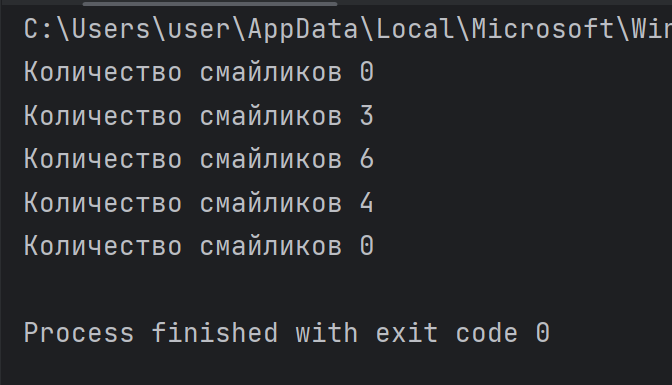 C:\Users\user\AppData\Local\Microsoft\Win
Количество смайликов 0
Количество смайликов 3
Количество смайликов 6
Количество смайликов 4
Количество смайликов 0
Process finished with exit code 0